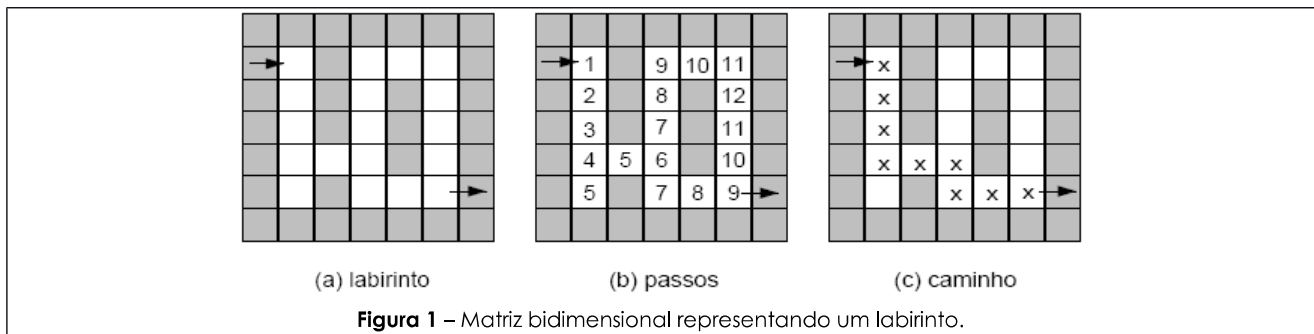 1 9 10 11 x
2 8 12 x
3 7 11 x
4 5 6 10 x x x
5 7 8 9 x x x
(a) labirinto (b) passos (c) caminho
Figura 1 – Matriz bidimensional representando um labirinto.